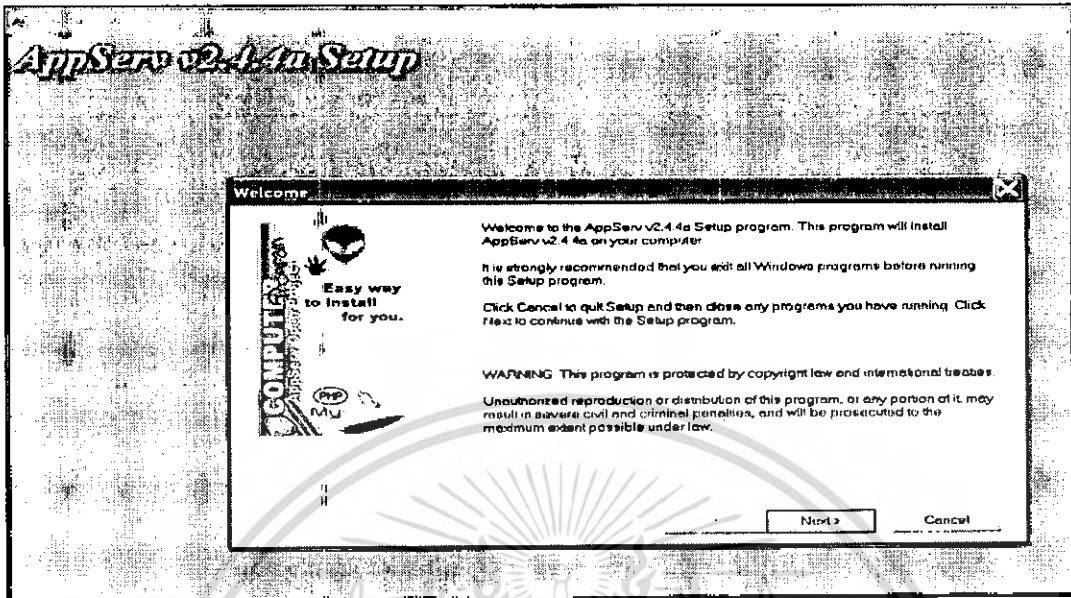 AppServ v2.4.4a Setup
Welcome
Easy way
to Install
for you.
COMPUTEX
AppServ Open Project
PHP
My
Welcome to the AppServ v2.4.4a Setup program. This program will install
AppServ v2.4.4a on your computer
It is strongly recommended that you exit all Windows programs before running
this Setup program.
Click Cancel to quit Setup and then close any programs you have running. Click
Next to continue with the Setup program.
WARNING: This program is protected by copyright law and international treaties.
Unauthorized reproduction or distribution of this program, or any portion of it, may
result in severe civil and criminal penalties, and will be prosecuted to the
maximum extent possible under law.
Next >
Cancel